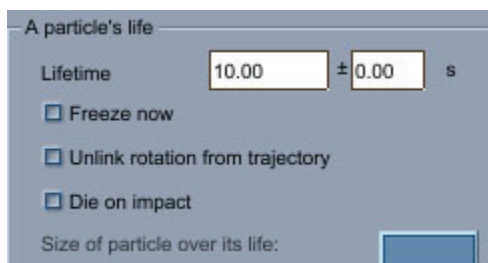 A particle's life
Lifetime 10.00 ± 0.00 s
Freeze now
Unlink rotation from trajectory
Die on impact
Size of particle over its life: